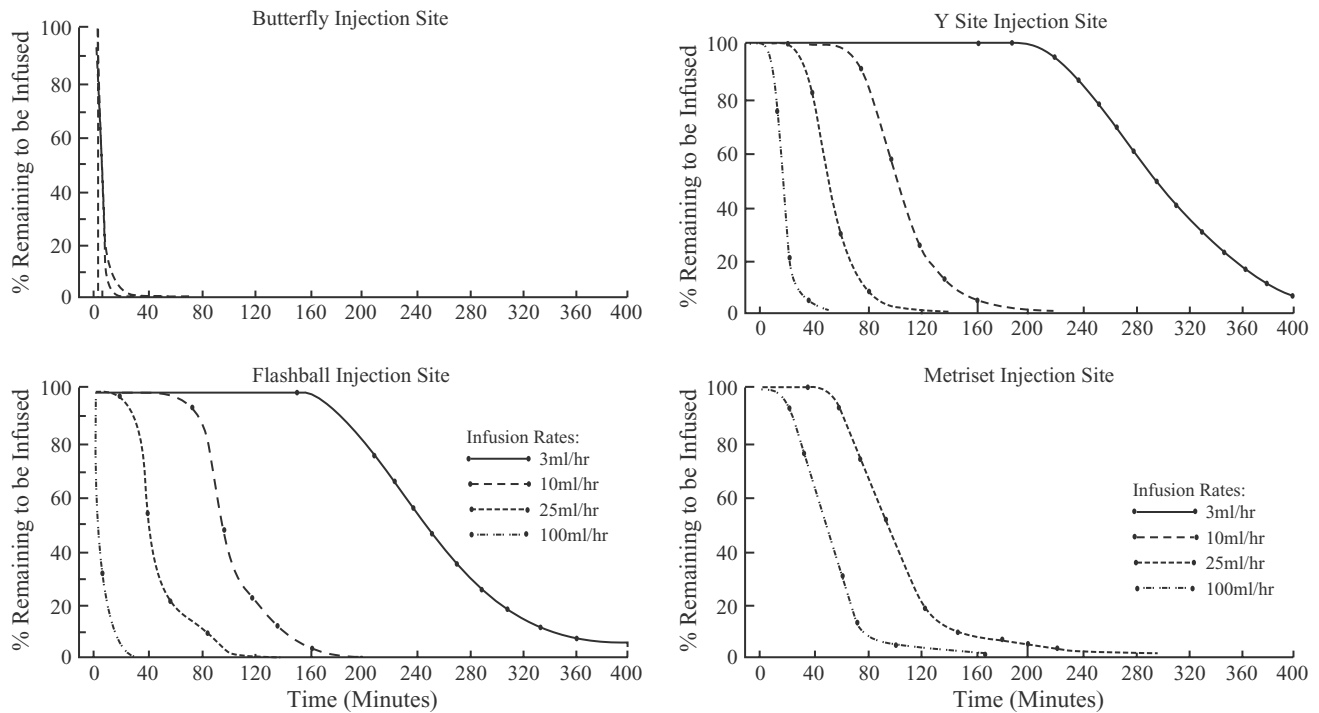 Butterfly Injection Site
% Remaining to be Infused
100
80
60
40
20
0
0 40 80 120 160 200 240 280 320 360 400
Y Site Injection Site
% Remaining to be Infused
100
80
60
40
20
0
0 40 80 120 160 200 240 280 320 360 400
Flashball Injection Site
% Remaining to be Infused
100
80
60
40
20
0
Infusion Rates:
3ml/hr
10ml/hr
25ml/hr
100ml/hr
0 40 80 120 160 200 240 280 320 360 400
Time (Minutes)
Metriset Injection Site
% Remaining to be Infused
100
80
60
40
20
0
Infusion Rates:
3ml/hr
10ml/hr
25ml/hr
100ml/hr
0 40 80 120 160 200 240 280 320 360 400
Time (Minutes)